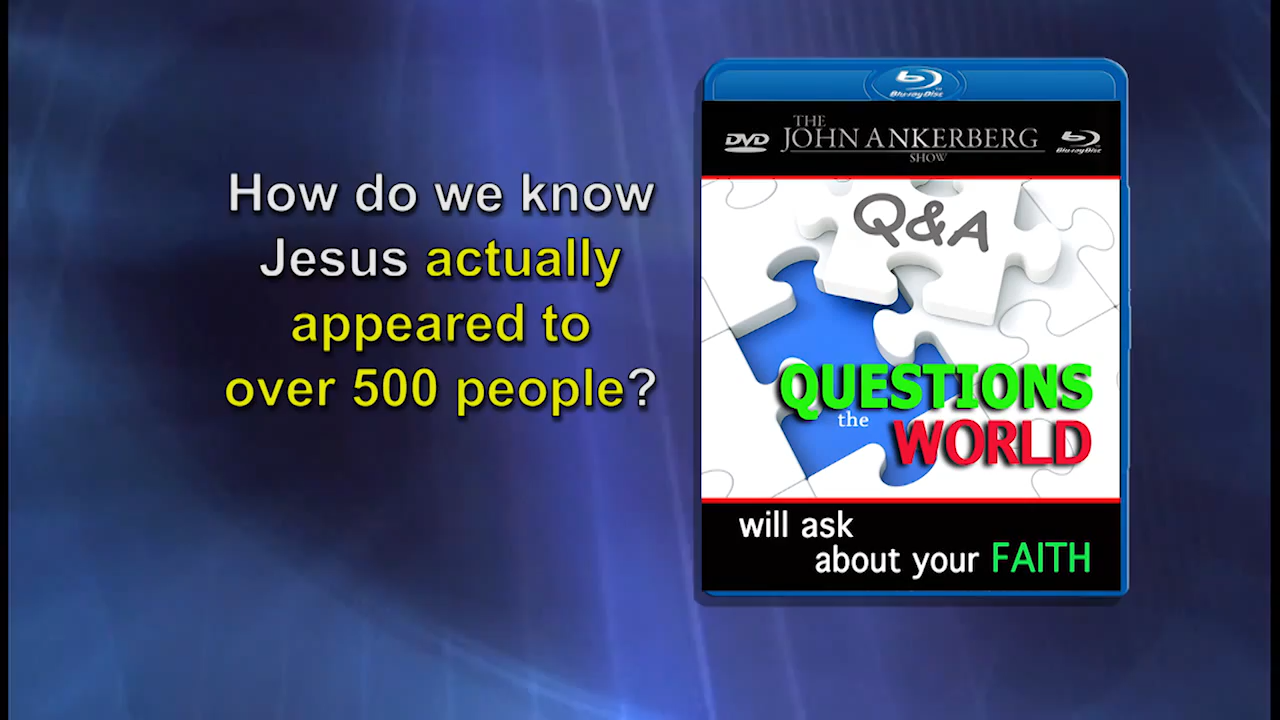 How do we know
Jesus actually
appeared to
over 500 people?
Blu-ray Disc
DVD
THE
JOHN ANKERBERG
SHOW
Blu-ray Disc
Q&A
QUESTIONS
the
WORLD
will ask
about your FAITH